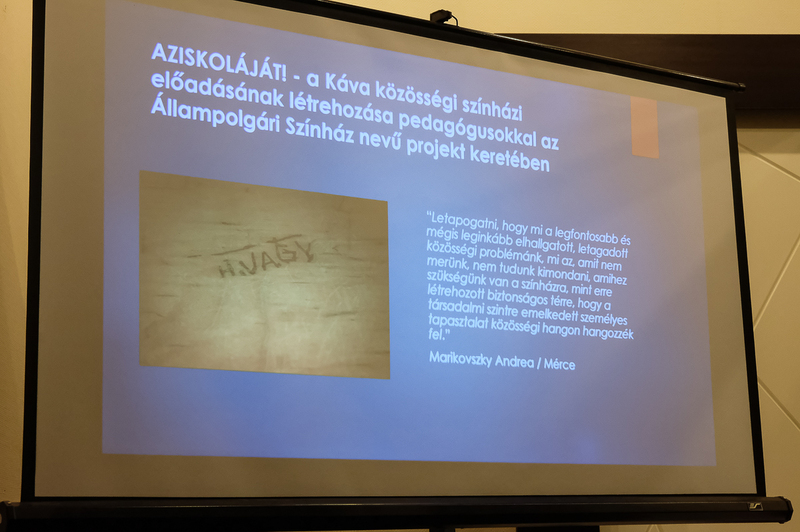 AZISKOLÁJÁT! - a Káva közösségi színházi
előadásának létrehozása pedagógusokkal az
Állampolgári Színház nevű projekt keretében
H.VAGY
“Letapogatni, hogy mi a legfontosabb és
mégis leginkább elhallgatott, letagadott
közösségi problémánk, mi az, amit nem
merünk, nem tudunk kimondani, amihez
szükségünk van a színházra, mint erre
létrehozott biztonságos térre, hogy a
társadalmi szintre emelkedett személyes
tapasztalat közösségi hangon hangozzék
fel.”
Marikovszky Andrea / Mérce